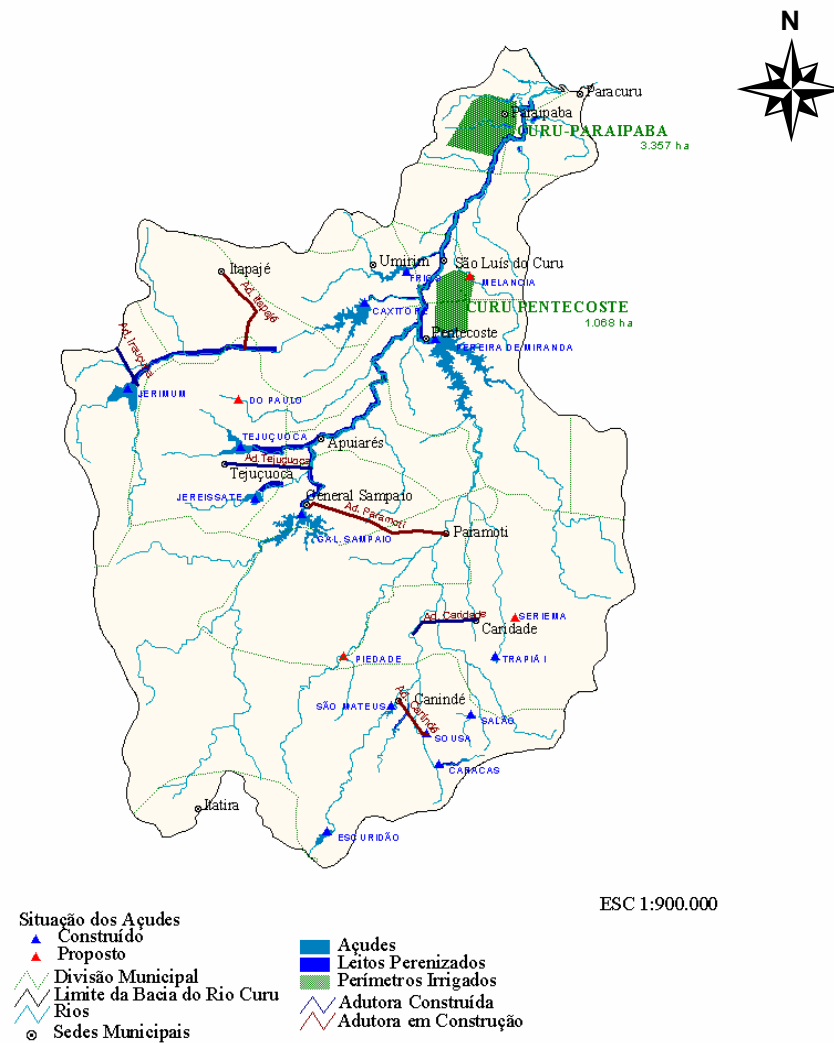 N
Paracuru
Paraipaba
CURU-PARAIPABA
3.357 ha
Umirim
São Luís do Curu
Itapajé
FRIOS
MELANCIA
Ad. Itapajé
CAXITORE
CURU PENTECOSTE
1.068 ha
Pentecoste
PEREIRA DE MIRANDA
Ad. Irauçuba
JERIMUM
DO PAULO
TEJUÇUOCA
Apuiarés
Ad. Tejuçuoca
Tejuçuoca
JEREISSATE
General Sampaio
Ad. Paramoti
GAL. SAMPAIO
Paramoti
Ad. Caridade
SERIEMA
Caridade
PIEDADE
TRAPIÁ I
Canindé
SÃO MATEUS
Ad. Canindé
SALÃO
SOUSA
CARACAS
Itatira
ESCURIDÃO
ESC 1:900.000
Situação dos Açudes
Construído
Proposto
Divisão Municipal
Limite da Bacia do Rio Curu
Rios
Sedes Municipais
Açudes
Leitos Perenizados
Perímetros Irrigados
Adutora Construída
Adutora em Construção